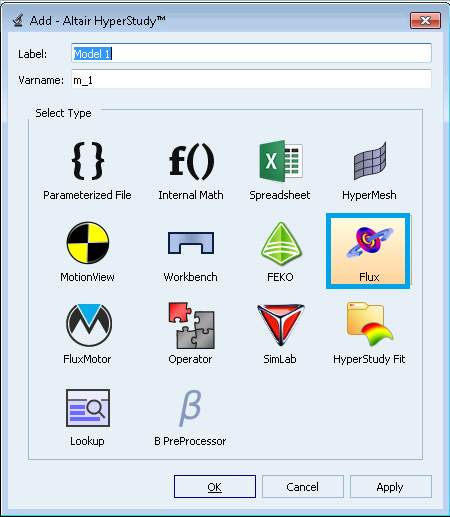 Add - Altair HyperStudy™
Label: Model 1
Varname: m_1
Select Type
{} f()
Parameterized File Internal Math Spreadsheet HyperMesh
MotionView Workbench FEKO Flux
FluxMotor Operator SimLab HyperStudy Fit
β
Lookup B PreProcessor
OK Cancel Apply